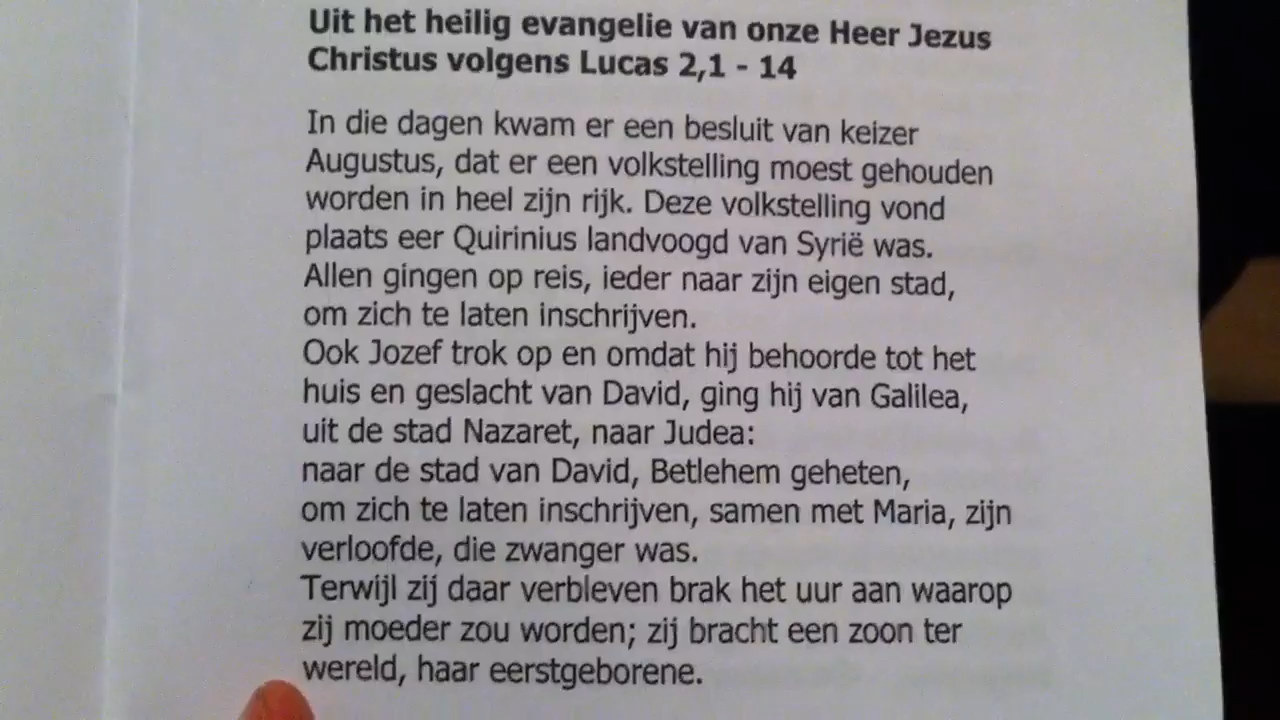 Uit het heilig evangelie van onze Heer Jezus
Christus volgens Lucas 2,1 - 14
In die dagen kwam er een besluit van keizer
Augustus, dat er een volkstelling moest gehouden
worden in heel zijn rijk. Deze volkstelling vond
plaats eer Quirinius landvoogd van Syrië was.
Allen gingen op reis, ieder naar zijn eigen stad,
om zich te laten inschrijven.
Ook Jozef trok op en omdat hij behoorde tot het
huis en geslacht van David, ging hij van Galilea,
uit de stad Nazaret, naar Judea:
naar de stad van David, Betlehem geheten,
om zich te laten inschrijven, samen met Maria, zijn
verloofde, die zwanger was.
Terwijl zij daar verbleven brak het uur aan waarop
zij moeder zou worden; zij bracht een zoon ter
wereld, haar eerstgeborene.